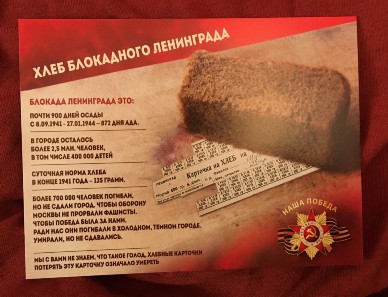 ХЛЕБ БЛОКАДНОГО ЛЕНИНГРАДА
БЛОКАДА ЛЕНИНГРАДА ЭТО:
ПОЧТИ 900 ДНЕЙ ОСАДЫ
С 8.09.1941 - 27.01.1944 – 872 ДНЯ АДА.
В ГОРОДЕ ОСТАЛОСЬ
БОЛЕЕ 2,5 МЛН. ЧЕЛОВЕК,
В ТОМ ЧИСЛЕ 400 000 ДЕТЕЙ
СУТОЧНАЯ НОРМА ХЛЕБА
В КОНЦЕ 1941 ГОДА – 125 ГРАММ.
БОЛЕЕ 700 000 ЧЕЛОВЕК ПОГИБЛИ,
НО НЕ СДАЛИ ГОРОД, ЧТОБЫ ОБОРОНУ
МОСКВЫ НЕ ПРОРВАЛИ ФАШИСТЫ.
ЧТОБЫ ПОБЕДА БЫЛА ЗА НАМИ.
РАДИ НАС ОНИ ПОГИБАЛИ В ХОЛОДНОМ, ТЕМНОМ ГОРОДЕ.
УМИРАЛИ, НО НЕ СДАВАЛИСЬ.
МЫ С ВАМИ НЕ ЗНАЕМ, ЧТО ТАКОЕ ГОЛОД, ХЛЕБНЫЕ КАРТОЧКИ
ПОТЕРЯТЬ ЭТУ КАРТОЧКУ ОЗНАЧАЛО УМЕРЕТЬ
Карточка на ХЛЕБ на
НАША ПОБЕДА